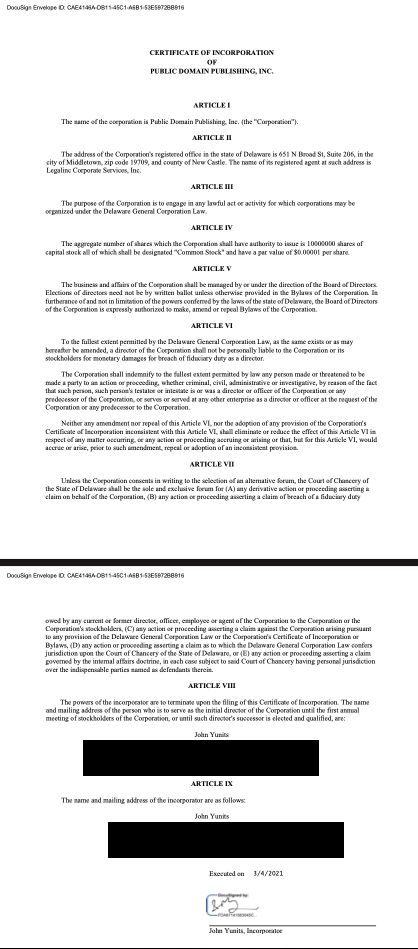 DocuSign Envelope ID: CAE4146A-DB11-45C1-A6B1-53E5972BB916
CERTIFICATE OF INCORPORATION
OF
PUBLIC DOMAIN PUBLISHING, INC.
ARTICLE I
The name of the corporation is Public Domain Publishing, Inc. (the "Corporation").
ARTICLE II
The address of the Corporation's registered office in the state of Delaware is 651 N Broad St, Suite 206, in the
city of Middletown, zip code 19709, and county of New Castle. The name of its registered agent at such address is
Legalinc Corporate Services, Inc.
ARTICLE III
The purpose of the Corporation is to engage in any lawful act or activity for which corporations may be
organized under the Delaware General Corporation Law.
ARTICLE IV
The aggregate number of shares which the Corporation shall have authority to issue is 10000000 shares of
capital stock all of which shall be designated "Common Stock" and have a par value of $0.00001 per share.
ARTICLE V
The business and affairs of the Corporation shall be managed by or under the direction of the Board of Directors.
Elections of directors need not be by written ballot unless otherwise provided in the Bylaws of the Corporation. In
furtherance of and not in limitation of the powers conferred by the laws of the state of Delaware, the Board of Directors
of the Corporation is expressly authorized to make, amend or repeal Bylaws of the Corporation.
ARTICLE VI
To the fullest extent permitted by the Delaware General Corporation Law, as the same exists or as may
hereafter be amended, a director of the Corporation shall not be personally liable to the Corporation or its
stockholders for monetary damages for breach of fiduciary duty as a director.
The Corporation shall indemnify to the fullest extent permitted by law any person made or threatened to be
made a party to an action or proceeding, whether criminal, civil, administrative or investigative, by reason of the fact
that such person, such person's testator or intestate is or was a director or officer of the Corporation or any
predecessor of the Corporation, or serves or served at any other enterprise as a director or officer at the request of the
Corporation or any predecessor to the Corporation.
Neither any amendment nor repeal of this Article VI, nor the adoption of any provision of the Corporation's
Certificate of Incorporation inconsistent with this Article VI, shall eliminate or reduce the effect of this Article VI in
respect of any matter occurring, or any action or proceeding accruing or arising or that, but for this Article VI, would
accrue or arise, prior to such amendment, repeal or adoption of an inconsistent provision.
ARTICLE VII
Unless the Corporation consents in writing to the selection of an alternative forum, the Court of Chancery of
the State of Delaware shall be the sole and exclusive forum for (A) any derivative action or proceeding asserting a
claim on behalf of the Corporation, (B) any action or proceeding asserting a claim of breach of a fiduciary duty
DocuSign Envelope ID: CAE4146A-DB11-45C1-A6B1-53E5972BB916
owed by any current or former director, officer, employee or agent of the Corporation to the Corporation or the
Corporation's stockholders, (C) any action or proceeding asserting a claim against the Corporation arising pursuant
to any provision of the Delaware General Corporation Law or the Corporation's Certificate of Incorporation or
Bylaws, (D) any action or proceeding asserting a claim as to which the Delaware General Corporation Law confers
jurisdiction upon the Court of Chancery of the State of Delaware, or (E) any action or proceeding asserting a claim
governed by the internal affairs doctrine, in each case subject to said Court of Chancery having personal jurisdiction
over the indispensable parties named as defendants therein.
ARTICLE VIII
The powers of the incorporator are to terminate upon the filing of this Certificate of Incorporation. The name
and mailing address of the person who is to serve as the initial director of the Corporation until the first annual
meeting of stockholders of the Corporation, or until such director's successor is elected and qualified, are:
John Yunits
ARTICLE IX
The name and mailing address of the incorporator are as follows:
John Yunits
Executed on 3/4/2021
DocuSigned by:
John Yunits, Incorporator